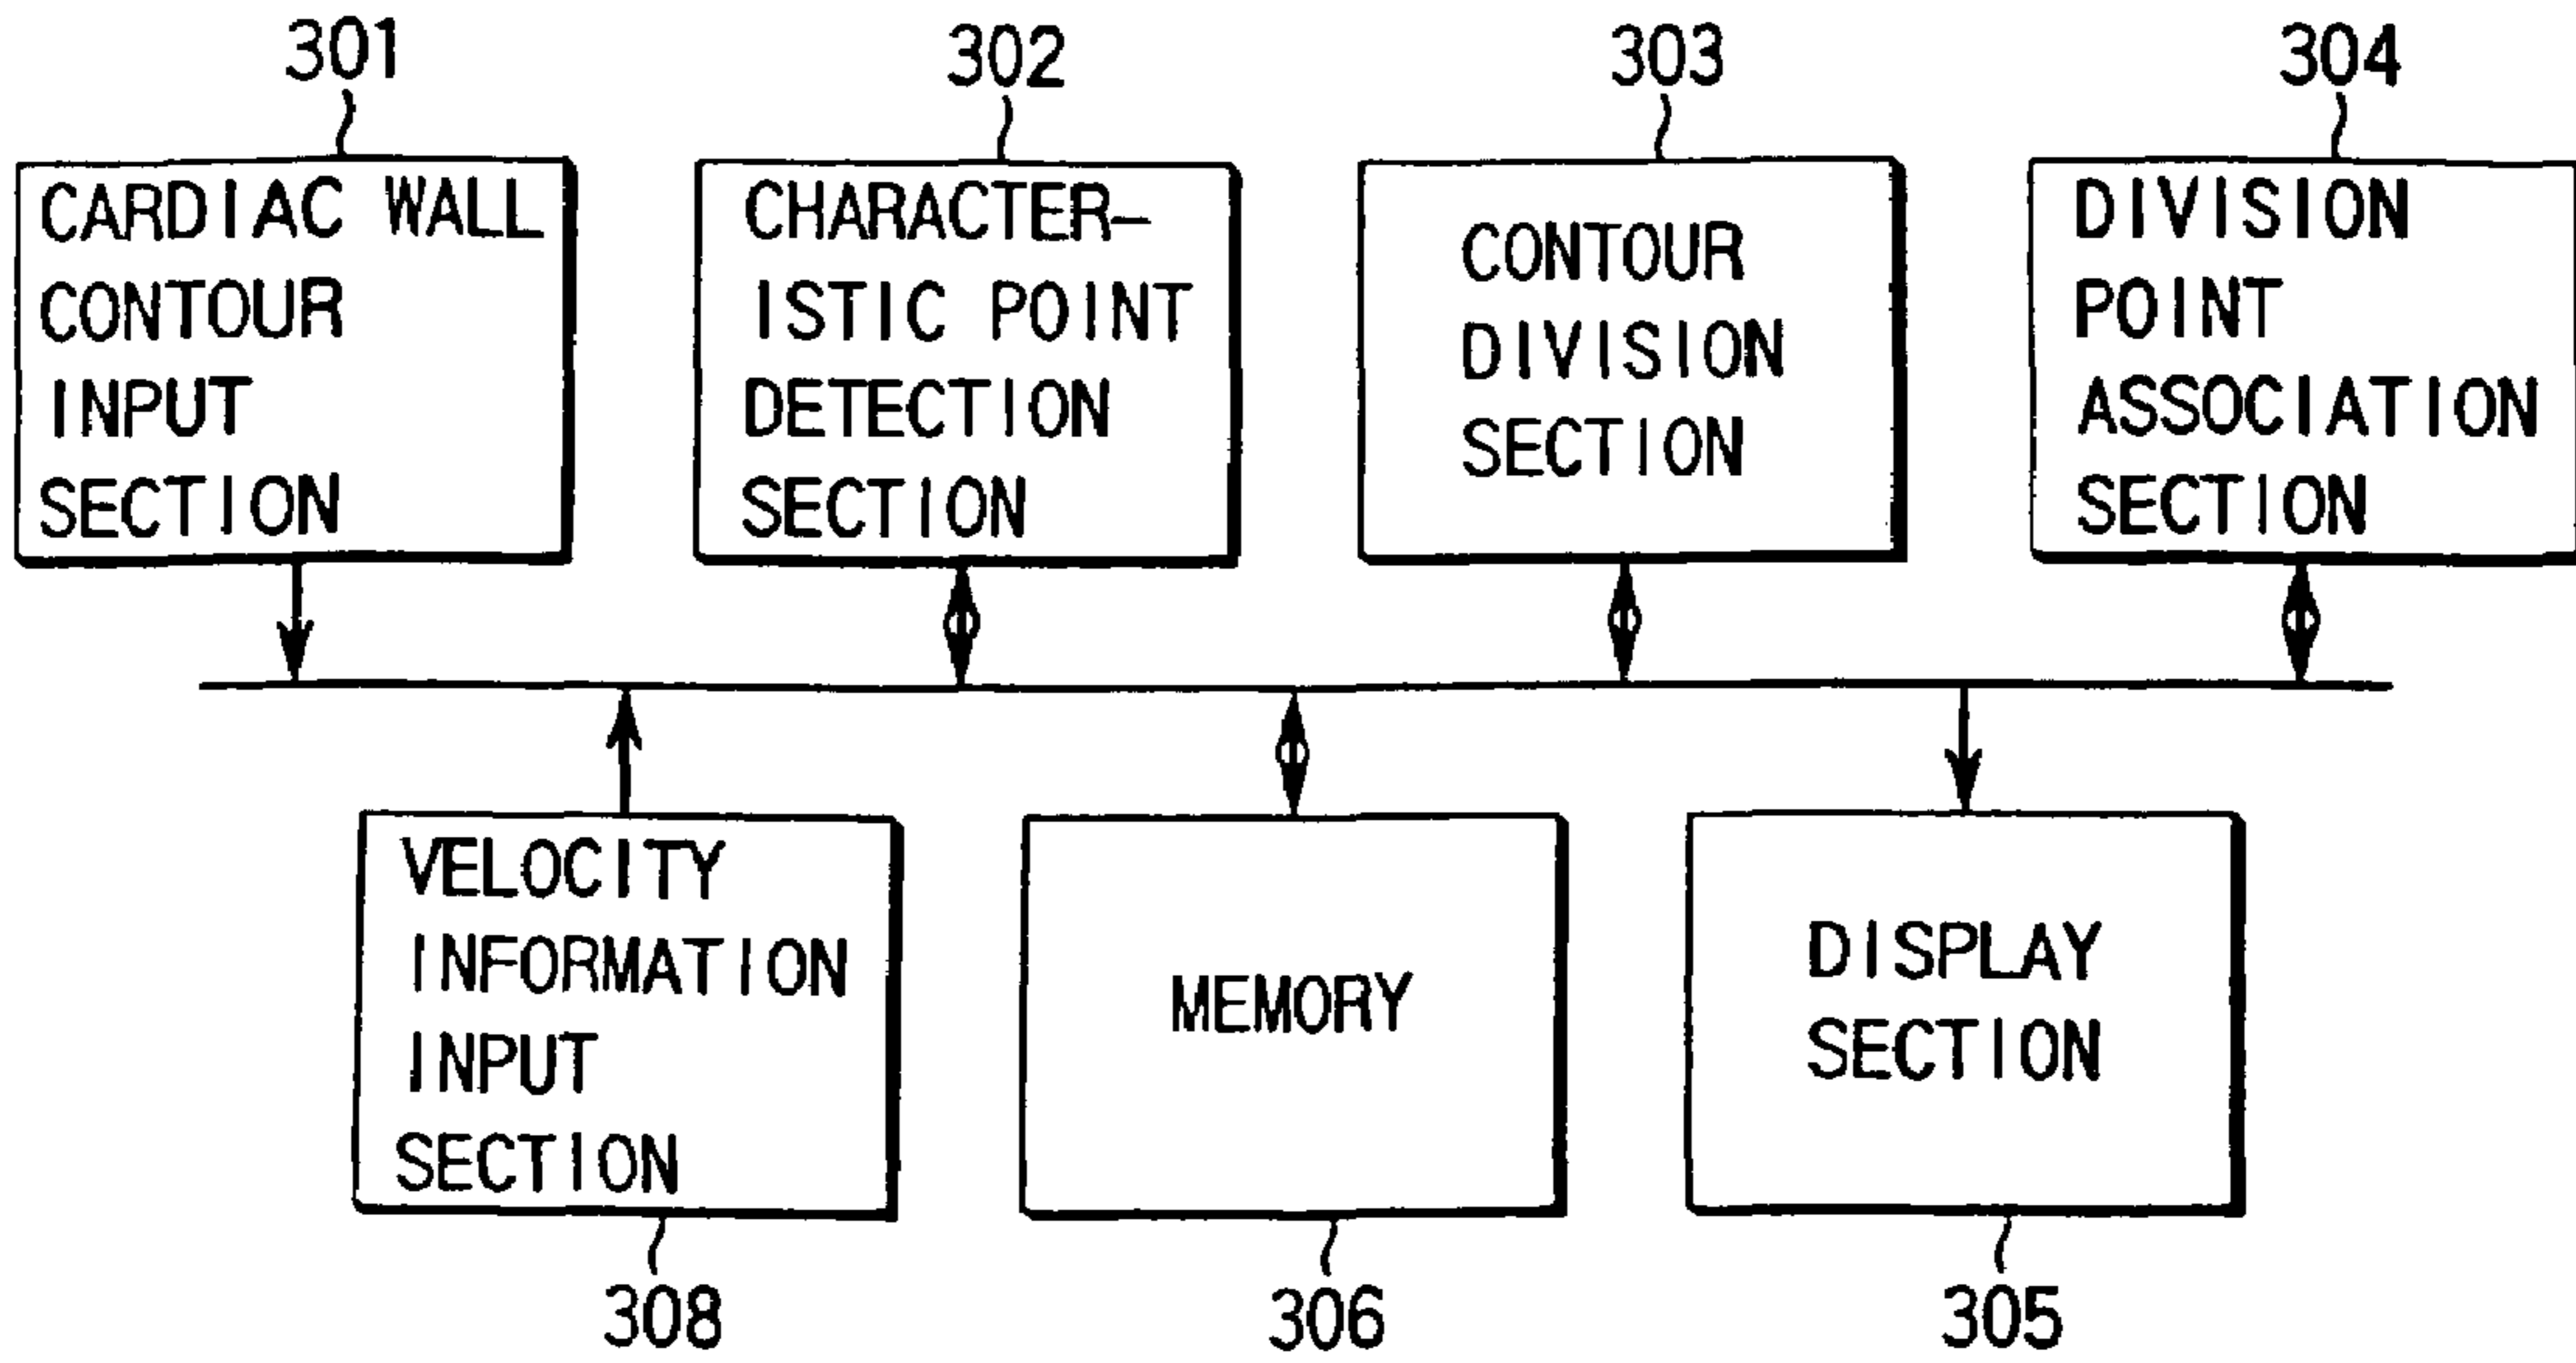 301
302
303
304
CARDIAC WALL
CONTOUR
INPUT
SECTION
CHARACTER-
ISTIC POINT
DETECTION
SECTION
CONTOUR
DIVISION
SECTION
DIVISION
POINT
ASSOCIATION
SECTION
VELOCITY
INFORMATION
INPUT
SECTION
MEMORY
DISPLAY
SECTION
308
306
305